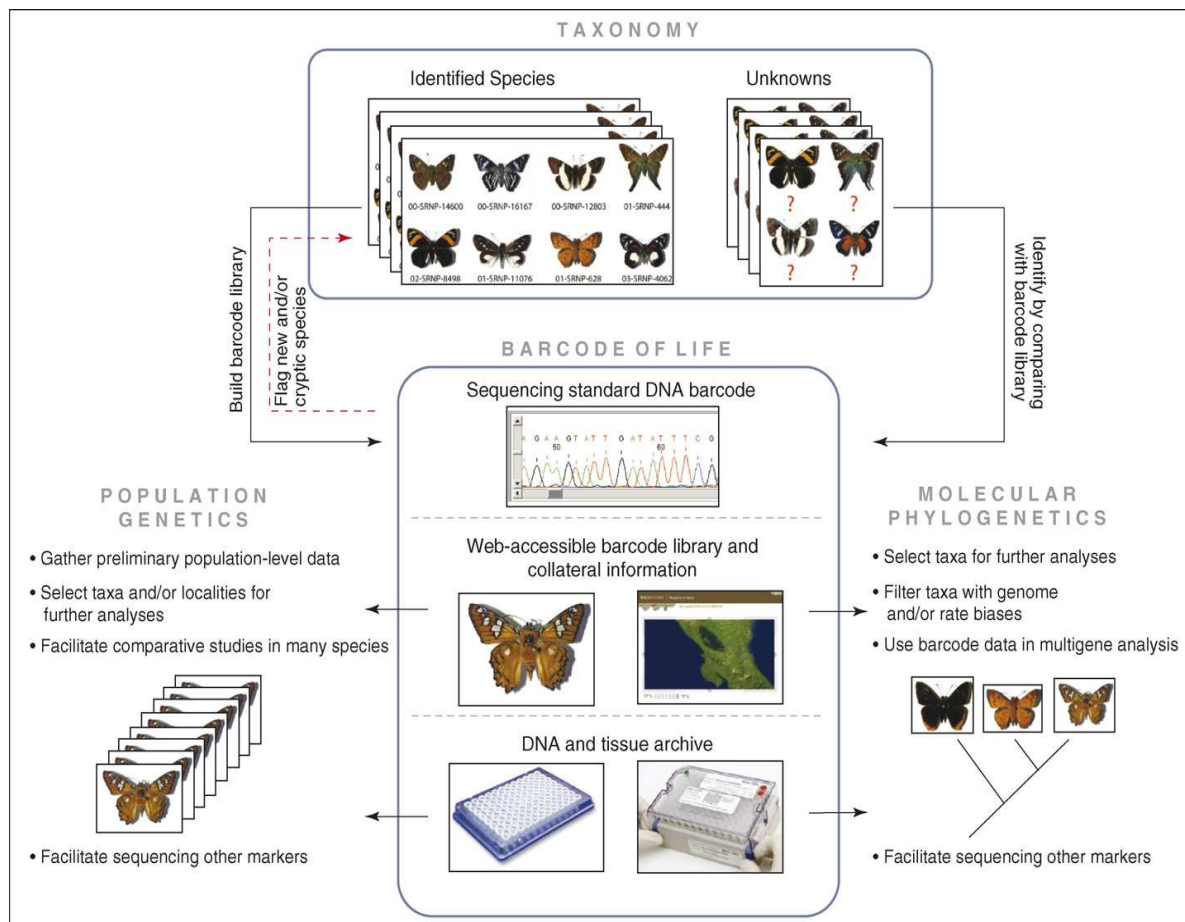 TAXONOMY
Identified Species
Unknowns
00-SRNP-14600
00-SRNP-16167
00-SRNP-12803
01-SRNP-444
02-SRNP-8498
01-SRNP-11076
01-SRNP-628
03-SRNP-4062
? ?
? ?
Build barcode library
Flag new and/or
cryptic species
Identify by comparing
with barcode library
BARCODE OF LIFE
Sequencing standard DNA barcode
A G A A G T A T T G A T A T T T C G
50 60
Web-accessible barcode library and
collateral information
DNA and tissue archive
POPULATION
GENETICS
• Gather preliminary population-level data
• Select taxa and/or localities for
further analyses
• Facilitate comparative studies in many species
• Facilitate sequencing other markers
MOLECULAR
PHYLOGENETICS
• Select taxa for further analyses
• Filter taxa with genome
and/or rate biases
• Use barcode data in multigene analysis
• Facilitate sequencing other markers